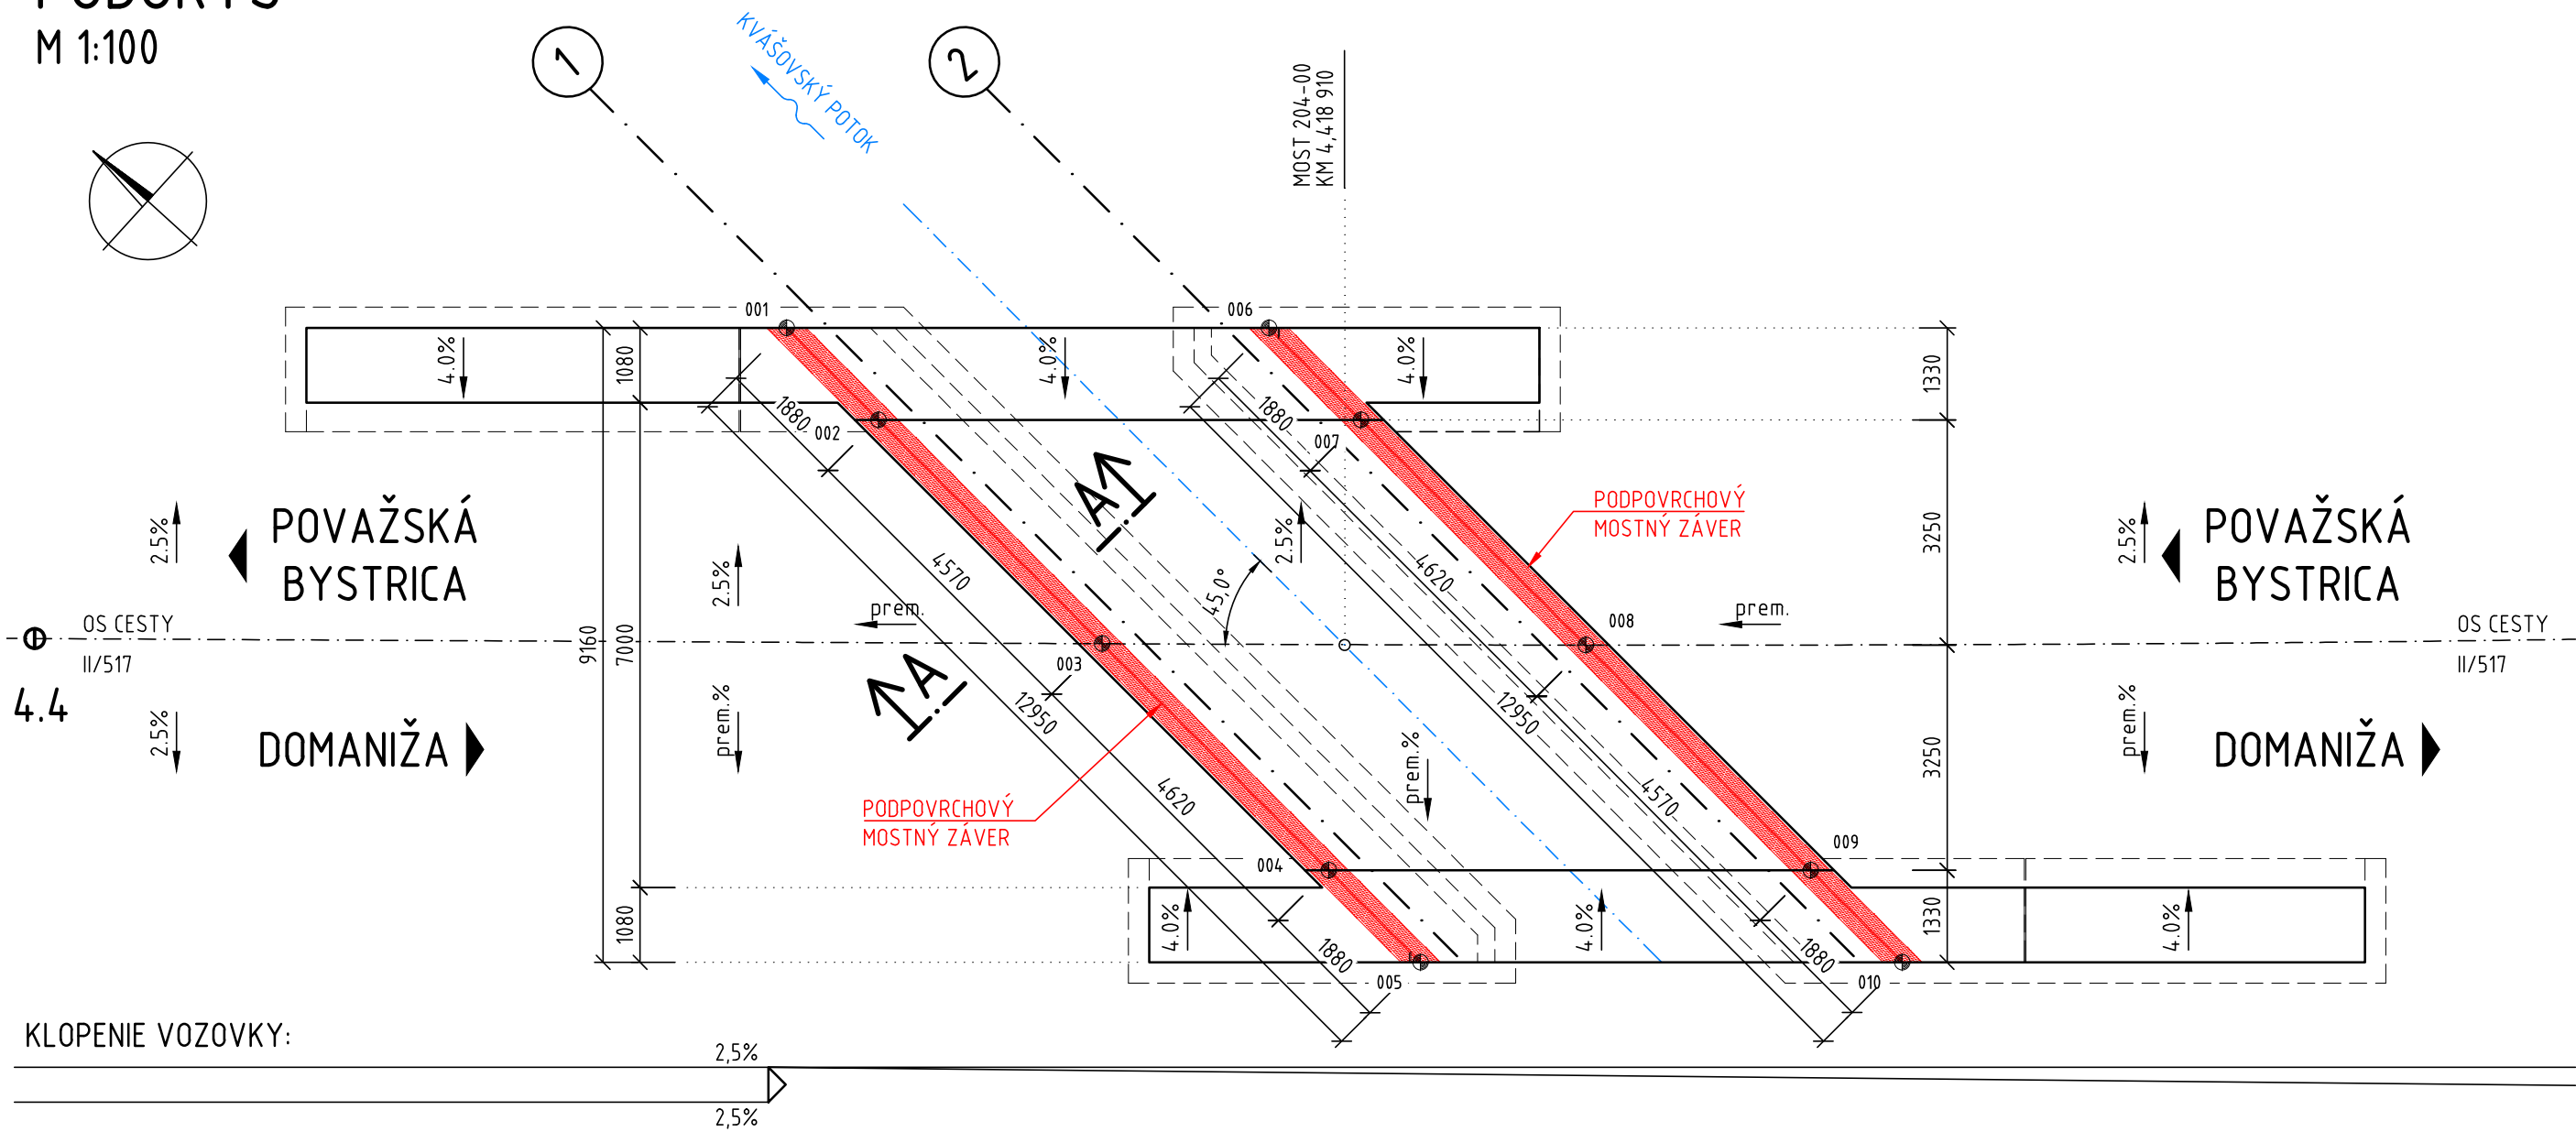 PÔDORYS
M 1:100
1
2
KVÁŠOVSKÝ POTOK
MOST 204-00
KM 4,418 910
001
006
4.0%
4.0%
4.0%
1080
1330
1880
002
1880
007
2.5%
POVAŽSKÁ
BYSTRICA
2.5%
4570
A
2.5%
4620
PODPOVRCHOVÝ
MOSTNÝ ZÁVER
3250
2.5%
POVAŽSKÁ
BYSTRICA
45,0°
prem.
prem.
008
OS CESTY
II/517
4.4
9160
7000
003
OS CESTY
II/517
2.5%
DOMANIŽA
prem.%
A
12950
12950
4620
4570
prem.%
3250
prem.%
DOMANIŽA
PODPOVRCHOVÝ
MOSTNÝ ZÁVER
004
009
1080
4.0%
4.0%
4.0%
1330
1880
005
1880
010
KLOPENIE VOZOVKY:
2,5%
2,5%